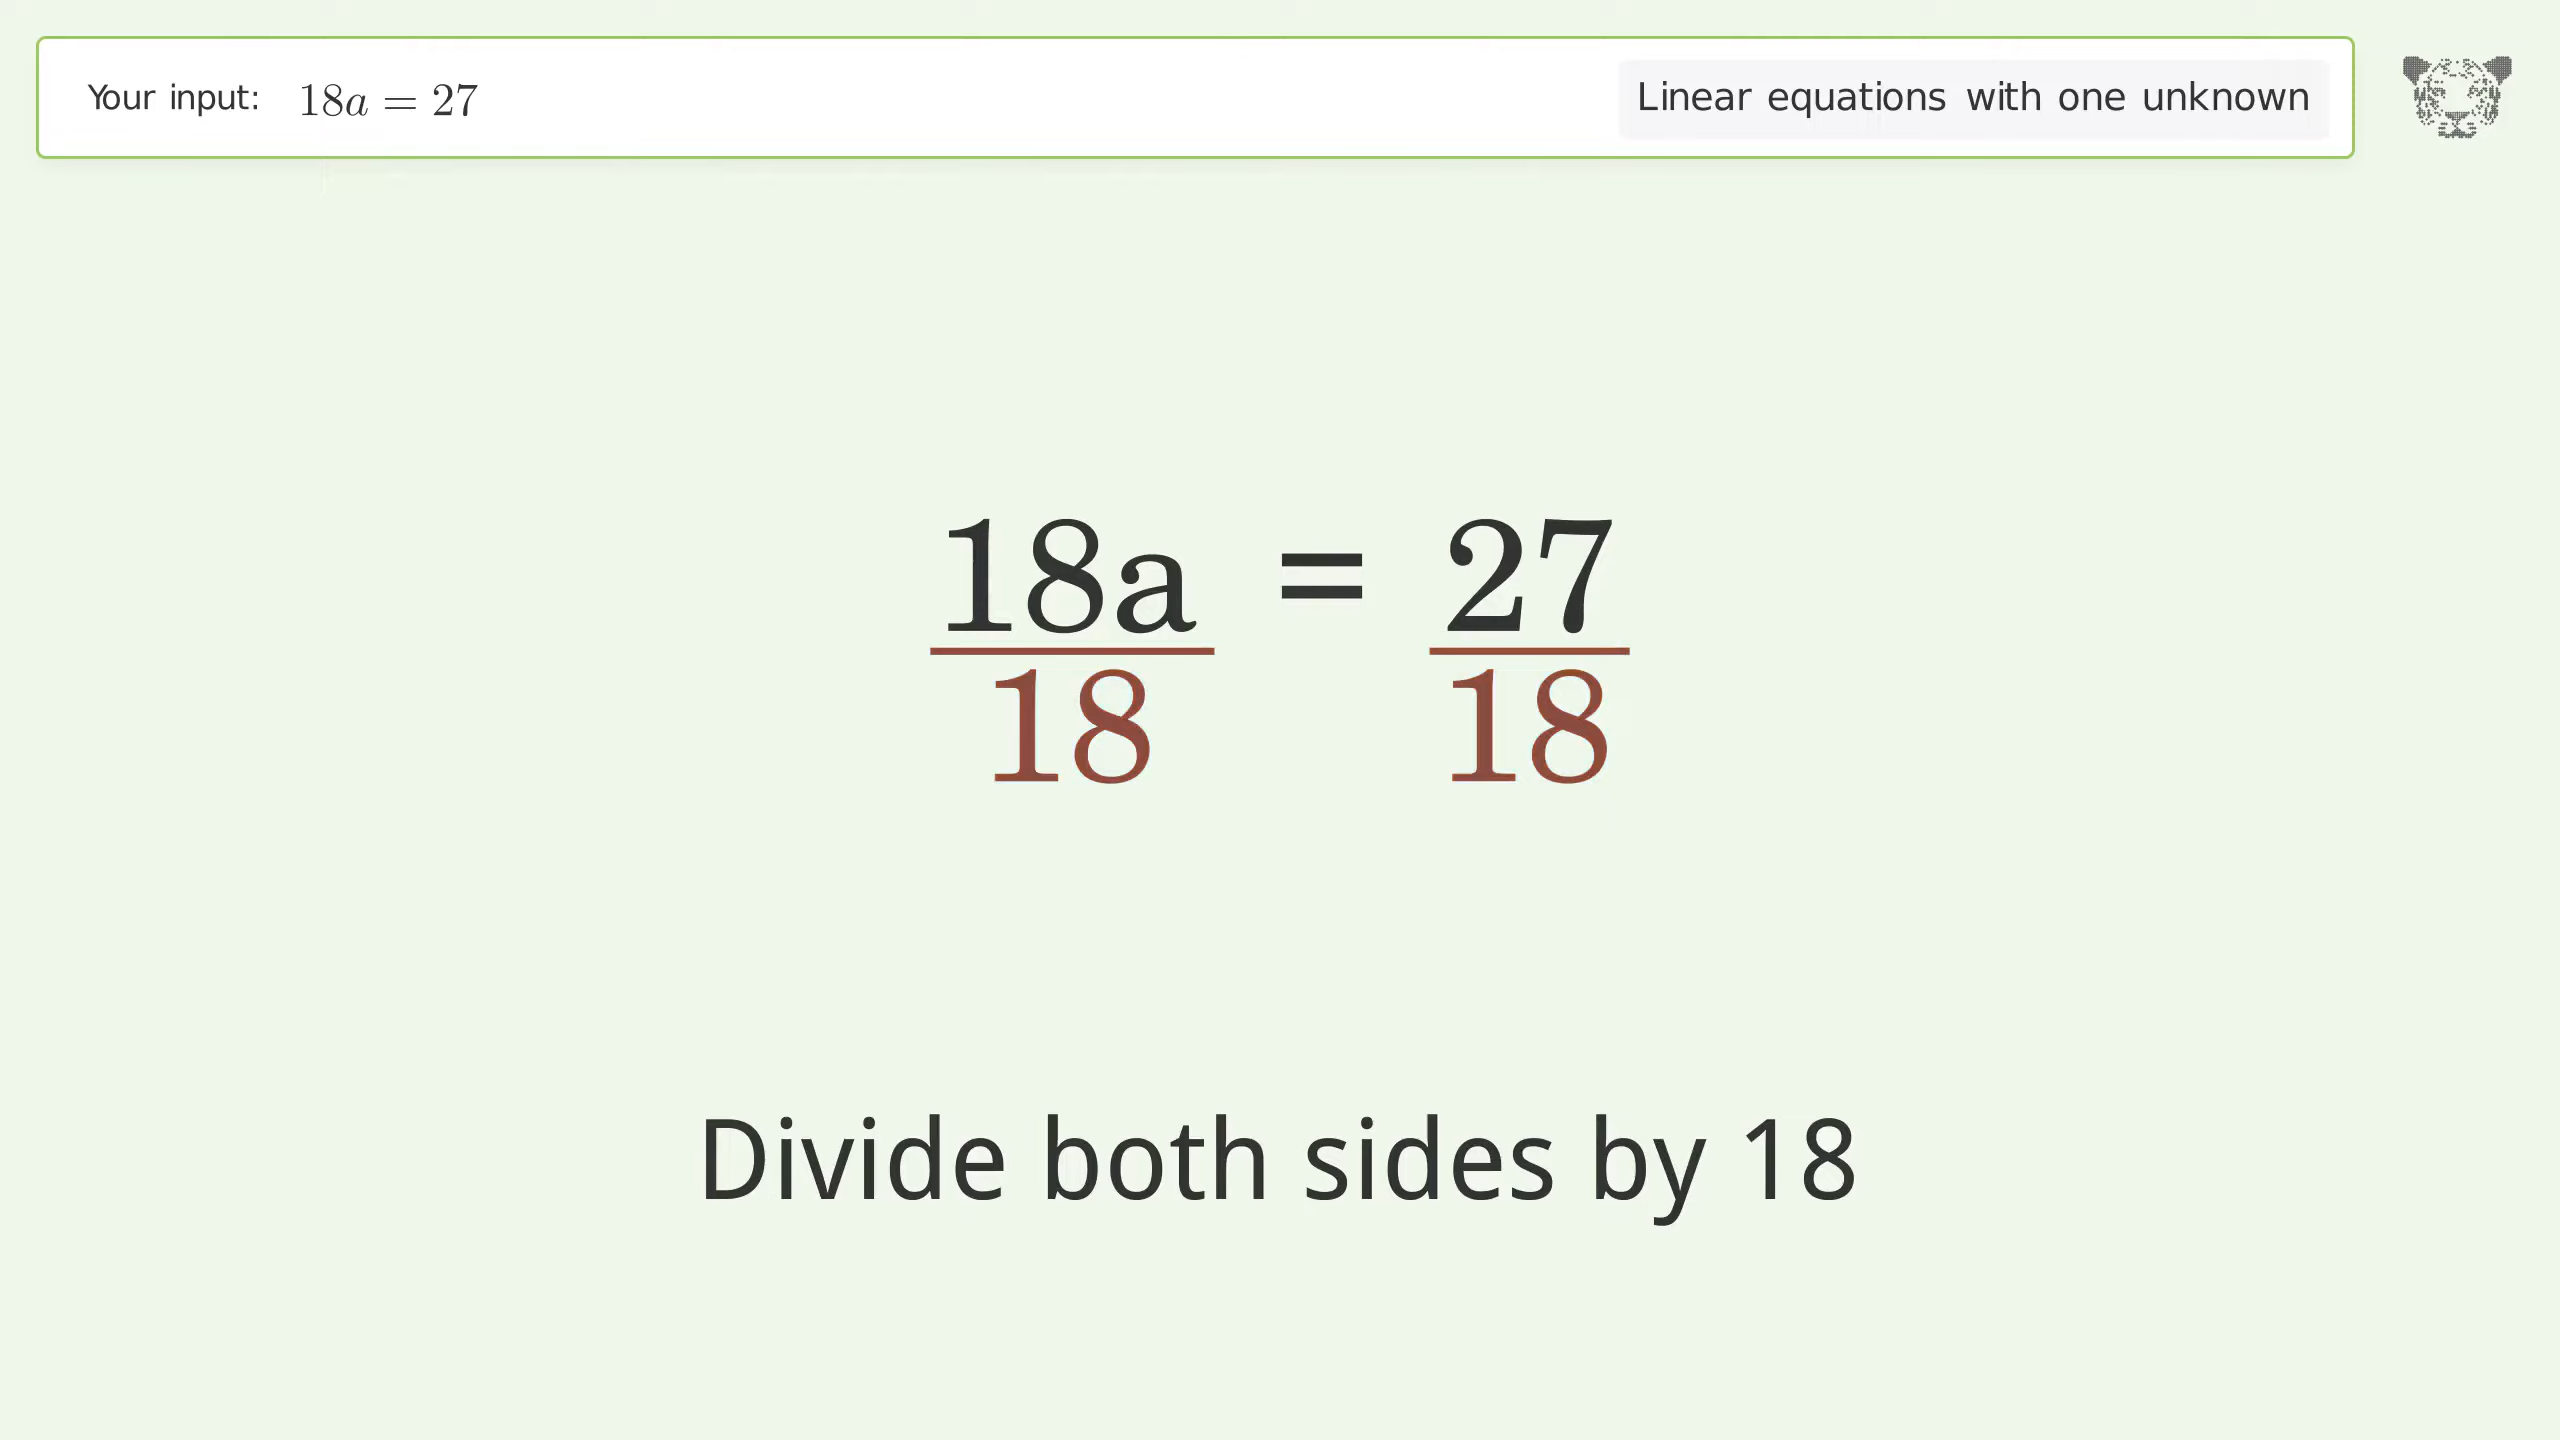 Your input: 18a = 27
Linear equations with one unknown
18a = 27
18 18
Divide both sides by 18